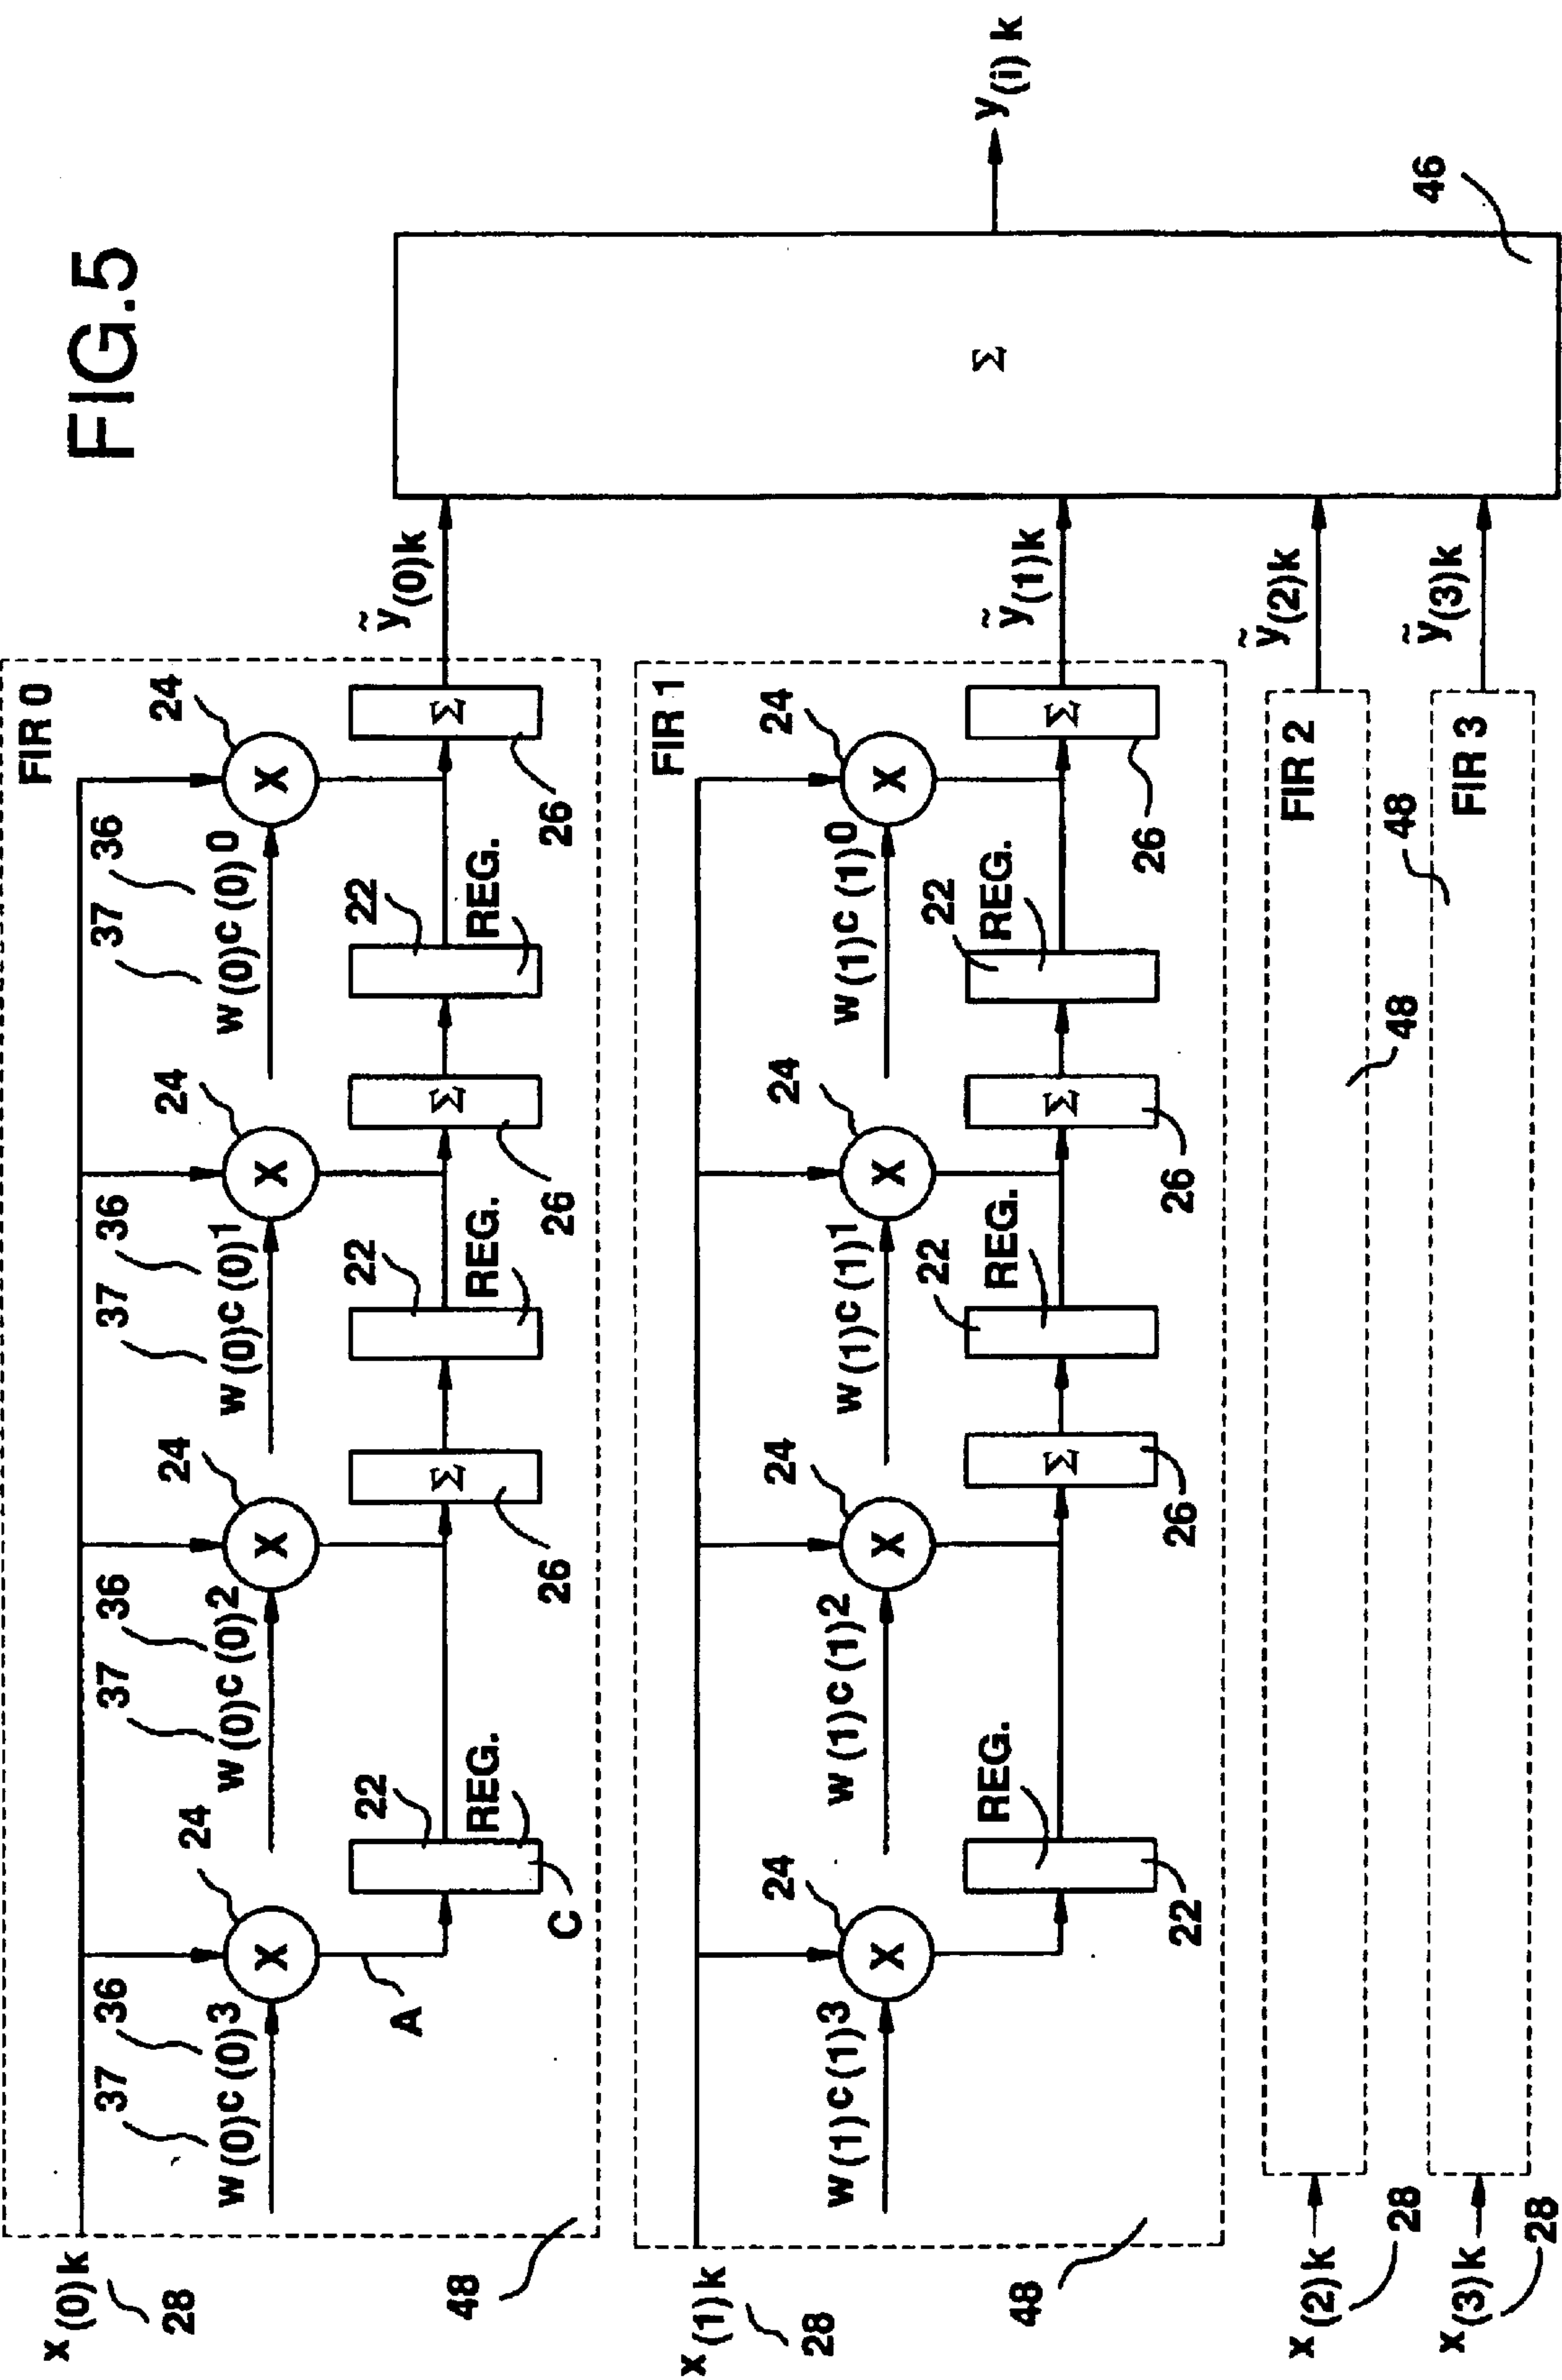 FIG.5
FIR 0
x(0)k
28
37 36
w(0)c(0)3
24
37 36
w(0)c(0)2
24
37 36
w(0)c(0)1
24
37 36
w(0)c(0)0
24
X
X
X
X
A
22
REG.
C
Σ
26
22
REG.
Σ
26
22
REG.
Σ
26
48
ỹ(0)k
FIR 1
x(1)k
28
w(1)c(1)3
24
w(1)c(1)2
24
w(1)c(1)1
24
w(1)c(1)0
24
X
X
X
X
REG.
22
Σ
26
22
REG.
Σ
26
22
REG.
Σ
26
48
ỹ(1)k
x(2)k
28
48
FIR 2
ỹ(2)k
x(3)k
28
48
FIR 3
ỹ(3)k
Σ
46
y(i)k